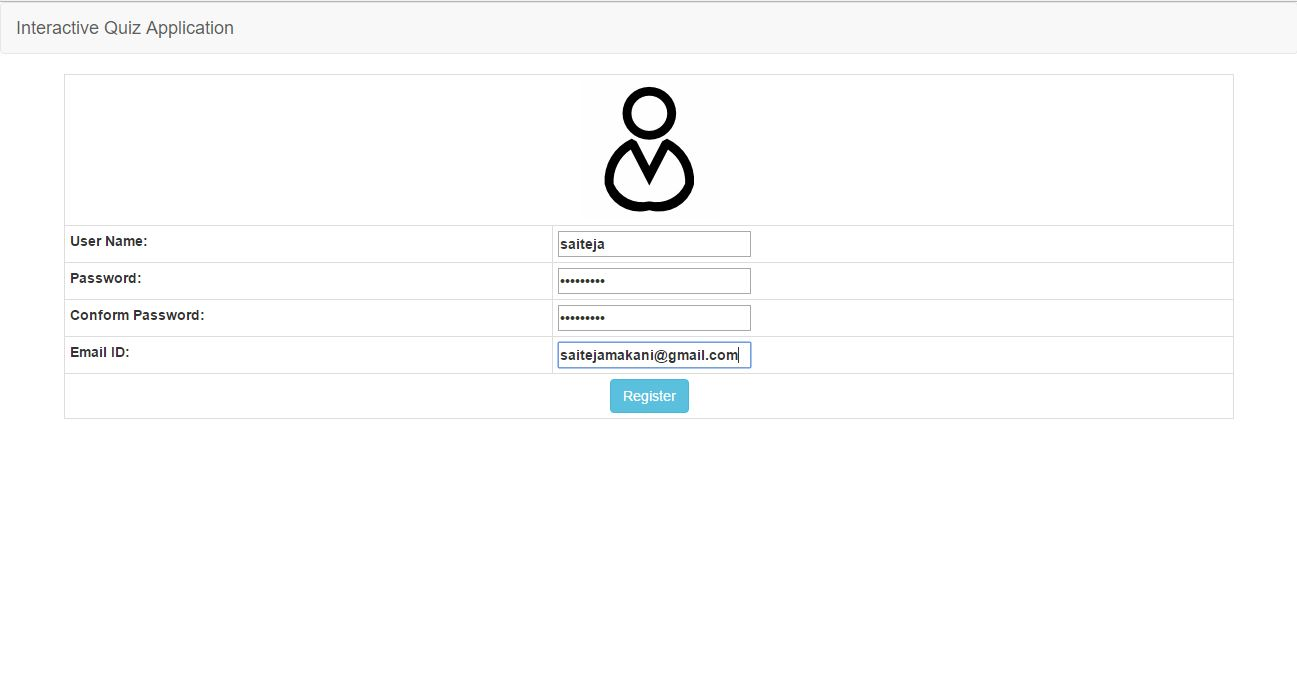 Interactive Quiz Application
User Name: saiteja
Password: •••••••••
Conform Password: •••••••••
Email ID: saitejamakani@gmail.com
Register